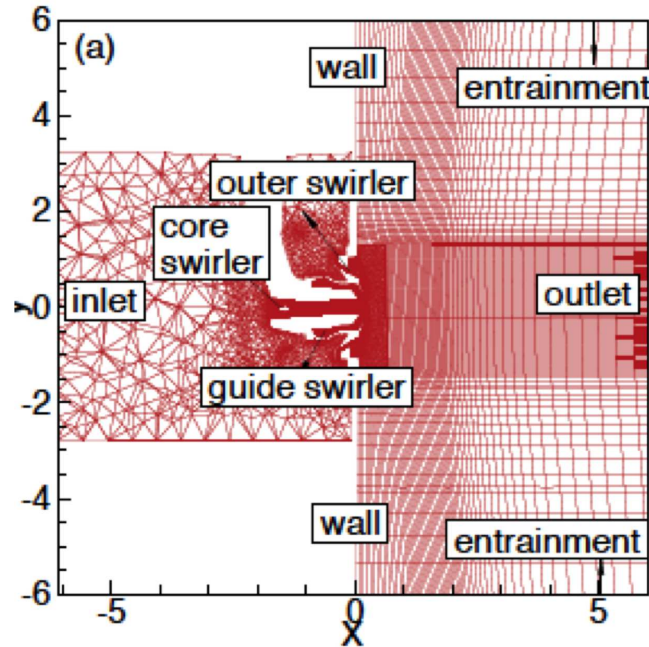 (a)
6
4
2
0
-2
-4
-6
y
wall
entrainment
outer swirler
core
swirler
inlet
outlet
guide swirler
wall
entrainment
-5
0
5
X